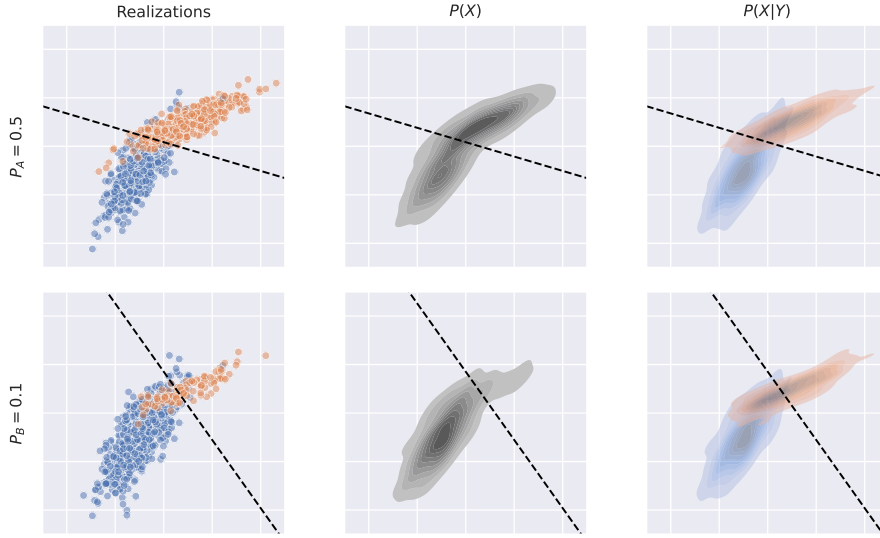 Realizations
P(X)
P(X|Y)
P_A = 0.5
P_B = 0.1